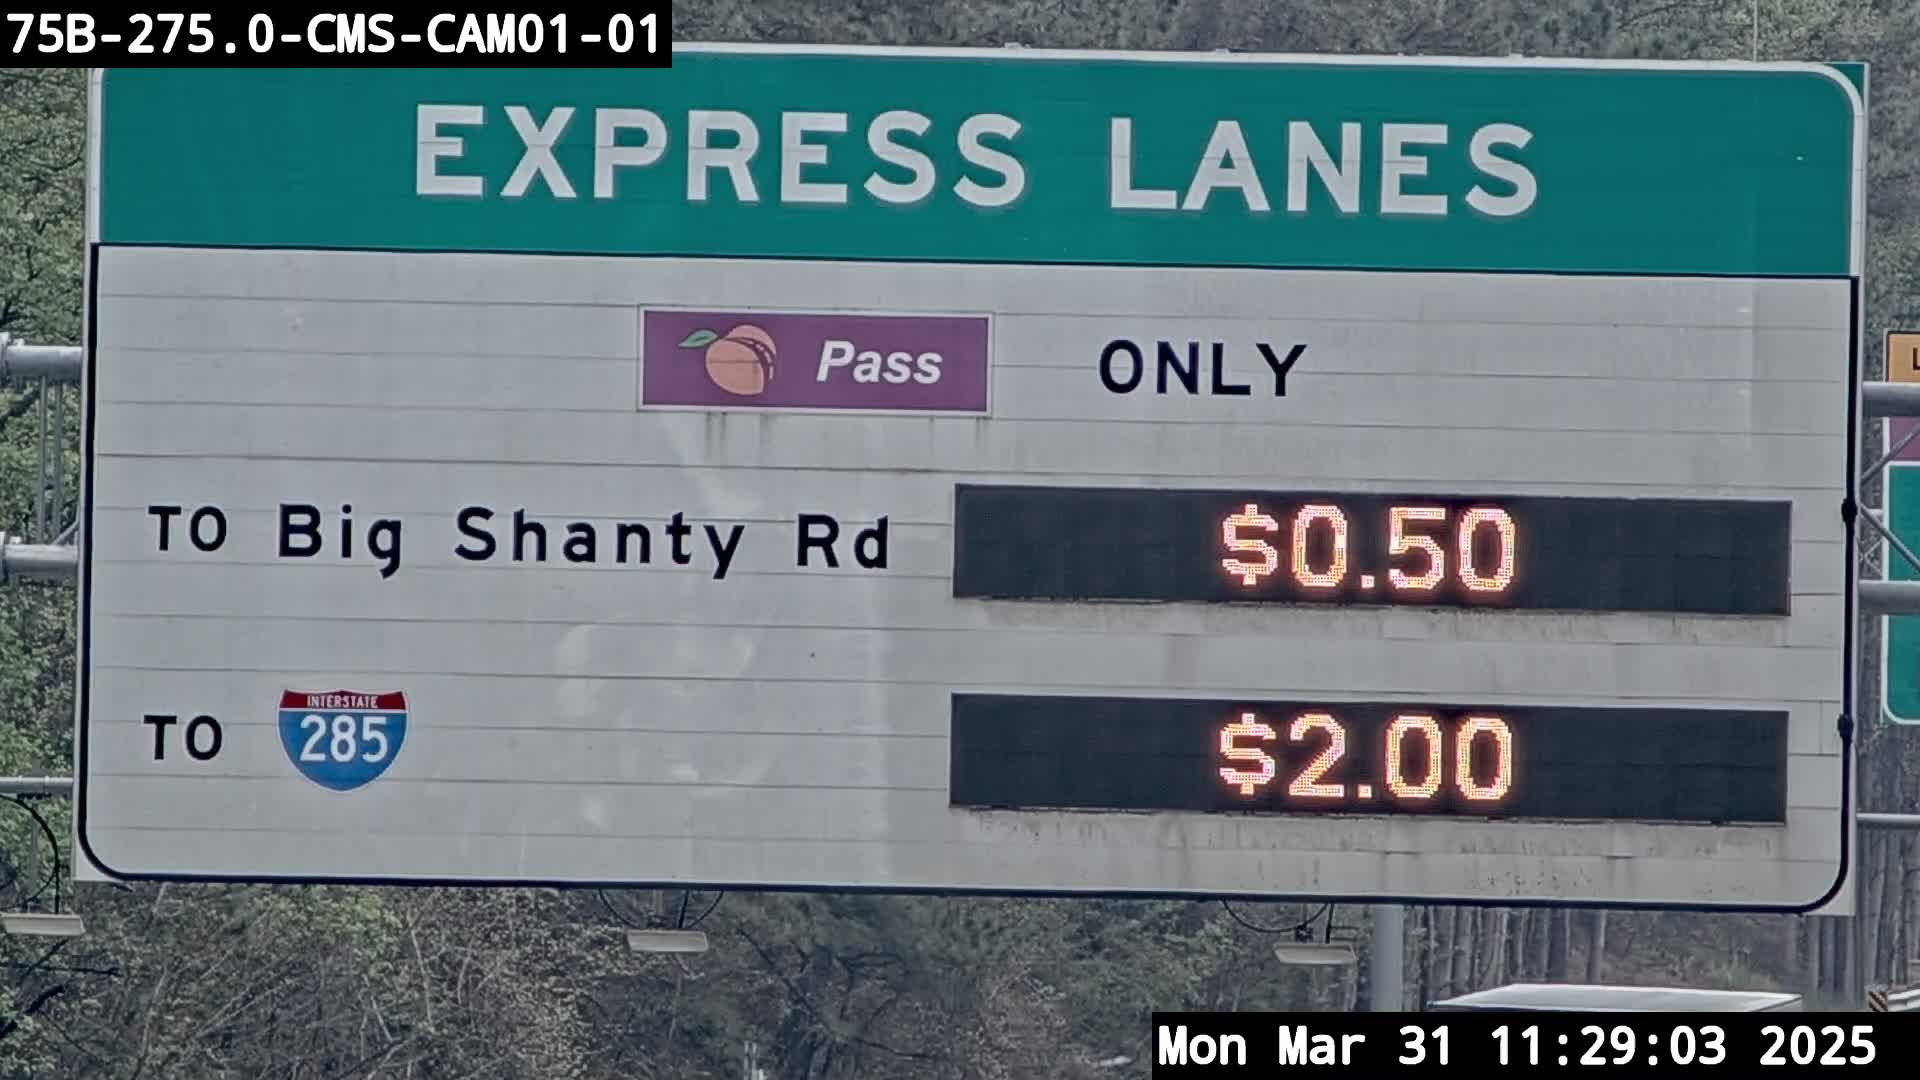 75B-275.0-CMS-CAM01-01
EXPRESS LANES
Pass ONLY
TO Big Shanty Rd $0.50
TO INTERSTATE 285 $2.00
Mon Mar 31 11:29:03 2025